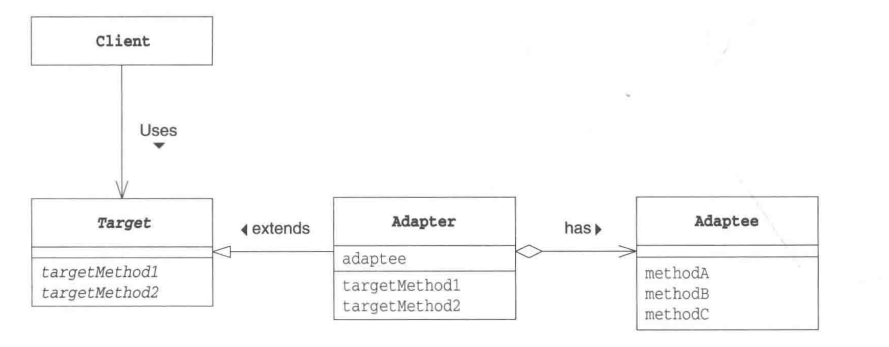 Client
Uses
Target
targetMethod1
targetMethod2
extends
Adapter
adaptee
targetMethod1
targetMethod2
has
Adaptee
methodA
methodB
methodC